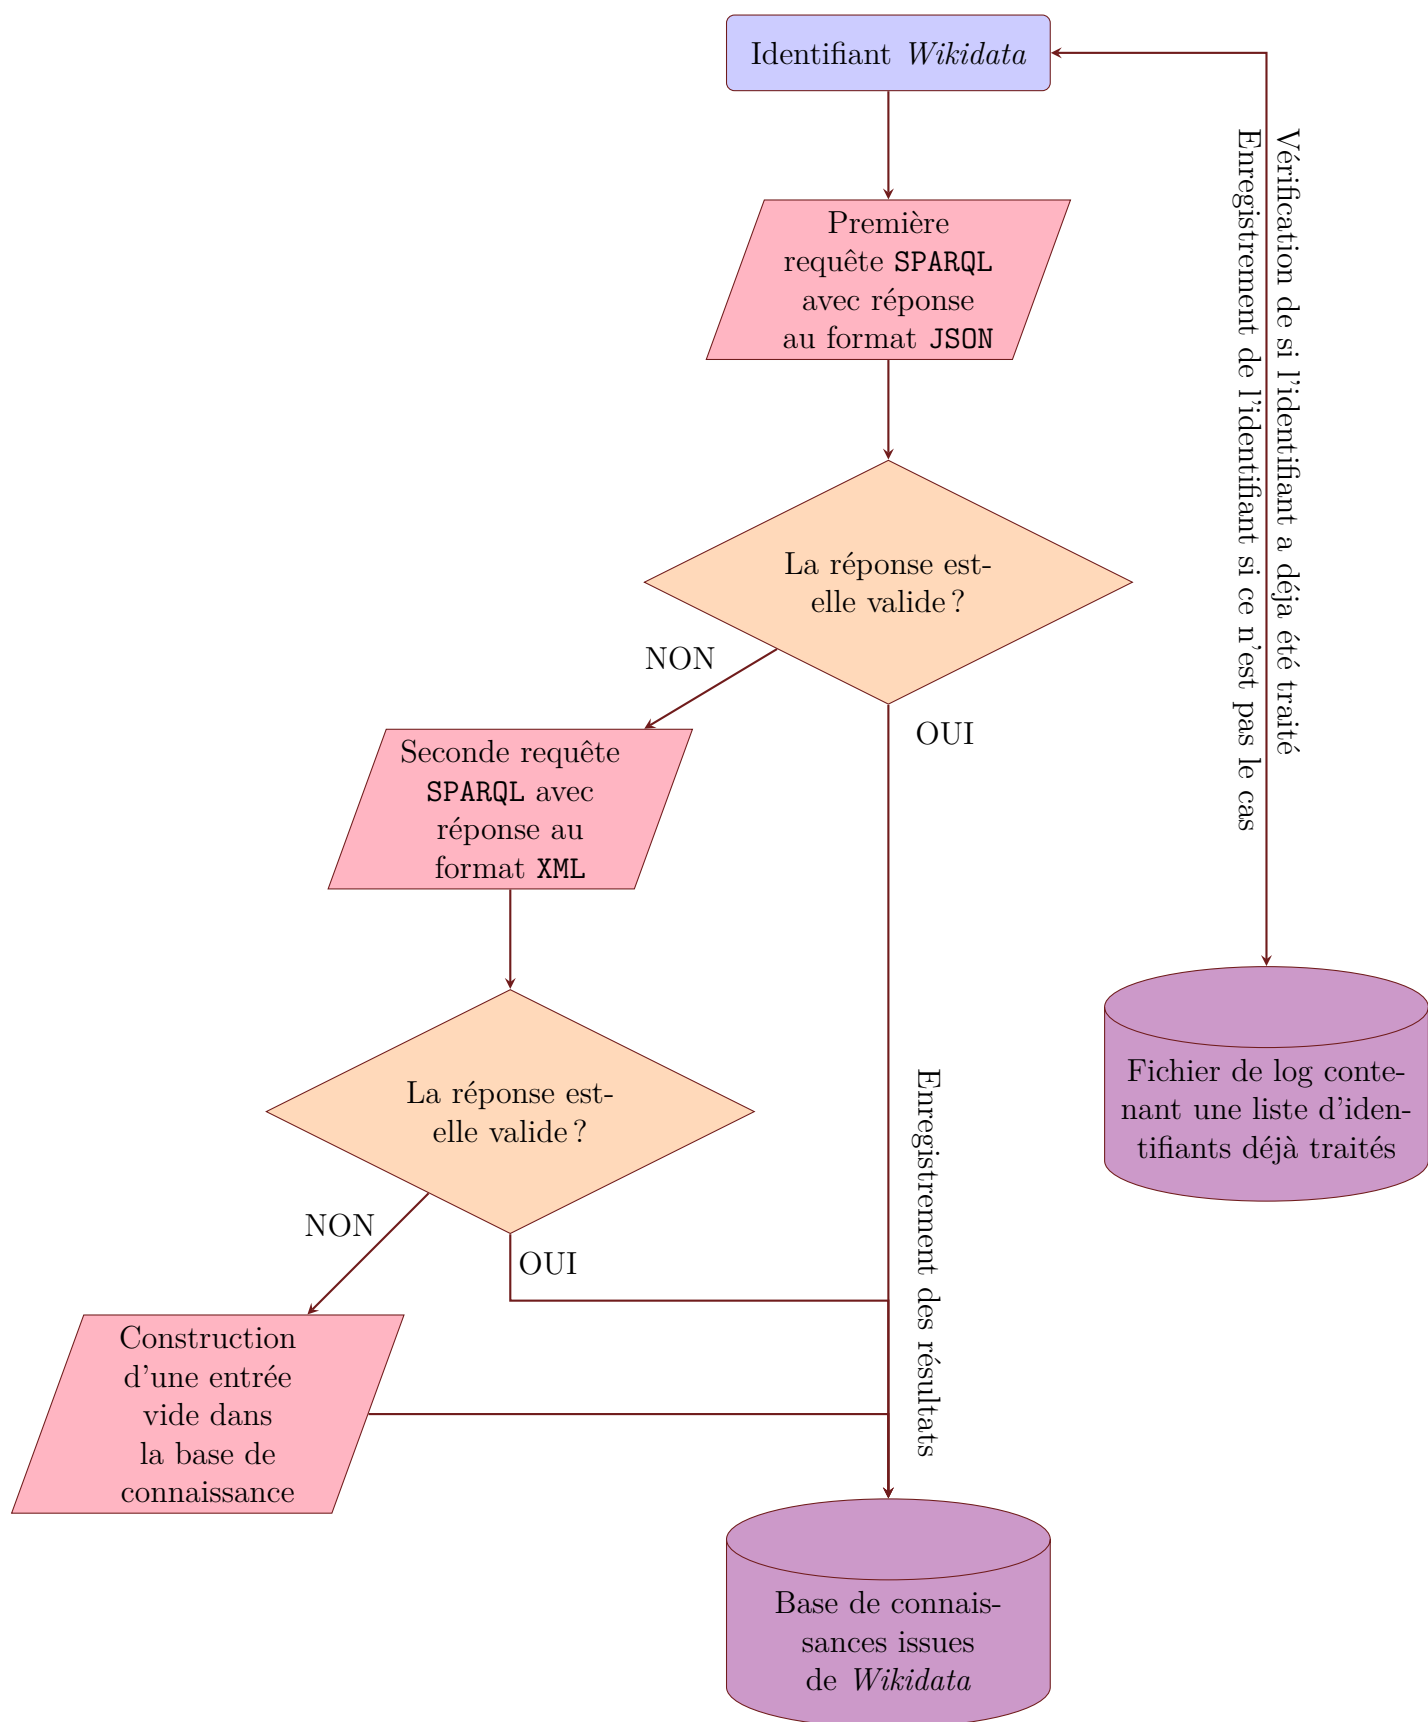 Identifiant Wikidata
Vérification de si l'identifiant a déja été traité
Enregistrement de l'identifiant si ce n'est pas le cas
Première
requête SPARQL
avec réponse
au format JSON
La réponse est-
elle valide ?
NON
OUI
Seconde requête
SPARQL avec
réponse au
format XML
La réponse est-
elle valide ?
Fichier de log conte-
nant une liste d'iden-
tifiants déjà traités
NON
OUI
Enregistrement des résultats
Construction
d'une entrée
vide dans
la base de
connaissance
Base de connais-
sances issues
de Wikidata